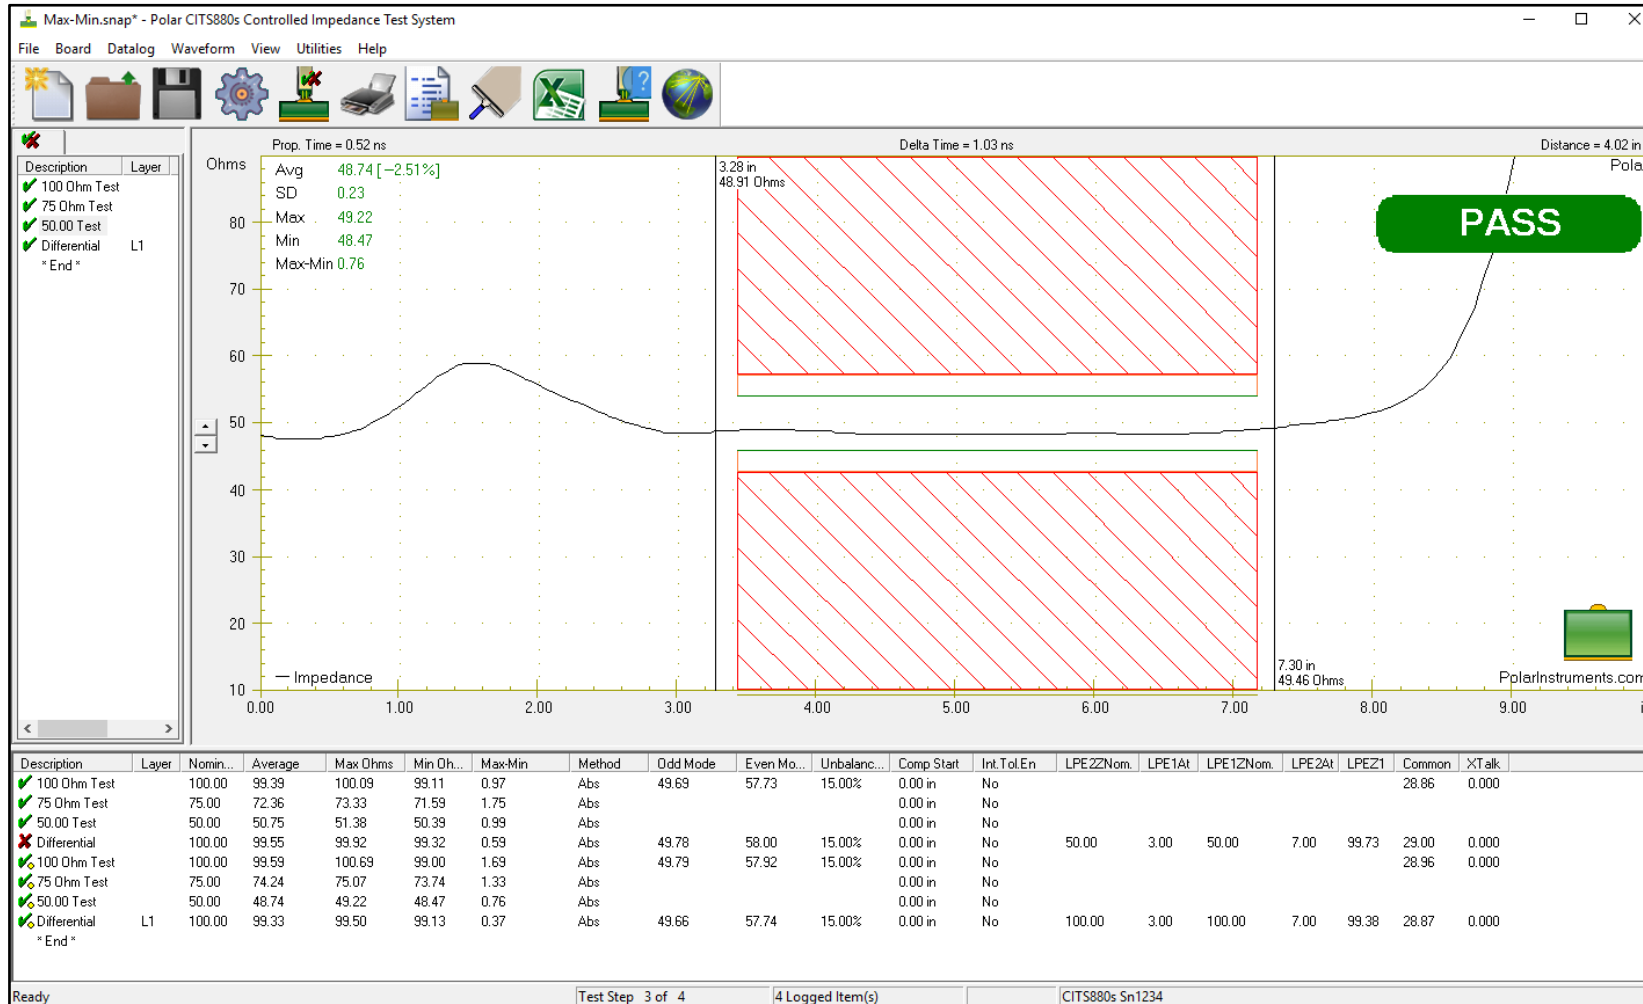 Max-Min.snap* - Polar CITS880s Controlled Impedance Test System
File Board Datalog Waveform View Utilities Help
Description Layer
100 Ohm Test
75 Ohm Test
50.00 Test
Differential L1
* End *
Prop. Time = 0.52 ns Delta Time = 1.03 ns Distance = 4.02 in
Ohms
Avg 48.74 [-2.51%]
SD 0.23
Max 49.22
Min 48.47
Max-Min 0.76
3.28 in
48.91 Ohms
Pola
PASS
80
70
60
50
40
30
20
10
Impedance
7.30 in
49.46 Ohms
PolarInstruments.com
0.00 1.00 2.00 3.00 4.00 5.00 6.00 7.00 8.00 9.00 i
Description Layer Nomin... Average Max Ohms Min Oh... Max-Min Method Odd Mode Even Mo... Unbalanc... Comp Start Int.Tol.En LPE2ZNom. LPE1At LPE1ZNom. LPE2At LPEZ1 Common XTalk
100 Ohm Test 100.00 99.39 100.09 99.11 0.97 Abs 49.69 57.73 15.00% 0.00 in No 28.86 0.000
75 Ohm Test 75.00 72.36 73.33 71.59 1.75 Abs 0.00 in No
50.00 Test 50.00 50.75 51.38 50.39 0.99 Abs 0.00 in No
Differential 100.00 99.55 99.92 99.32 0.59 Abs 49.78 58.00 15.00% 0.00 in No 50.00 3.00 50.00 7.00 99.73 29.00 0.000
100 Ohm Test 100.00 99.59 100.69 99.00 1.69 Abs 49.79 57.92 15.00% 0.00 in No 28.96 0.000
75 Ohm Test 75.00 74.24 75.07 73.74 1.33 Abs 0.00 in No
50.00 Test 50.00 48.74 49.22 48.47 0.76 Abs 0.00 in No
Differential L1 100.00 99.33 99.50 99.13 0.37 Abs 49.66 57.74 15.00% 0.00 in No 100.00 3.00 100.00 7.00 99.38 28.87 0.000
* End *
Ready Test Step 3 of 4 4 Logged Item(s) CITS880s Sn1234